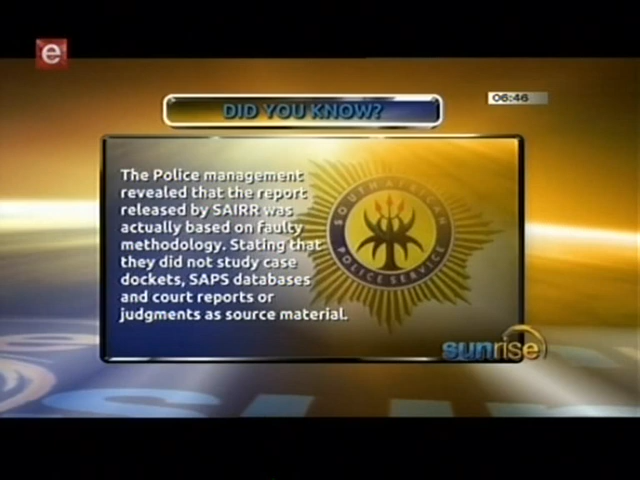 e
DID YOU KNOW?
06:46
The Police management
revealed that the report
released by SAIRR was
actually based on faulty
methodology. Stating that
they did not study case
dockets, SAPS databases
and court reports or
judgments as source material.
SOUTH AFRICAN
POLICE SERVICE
sunrise